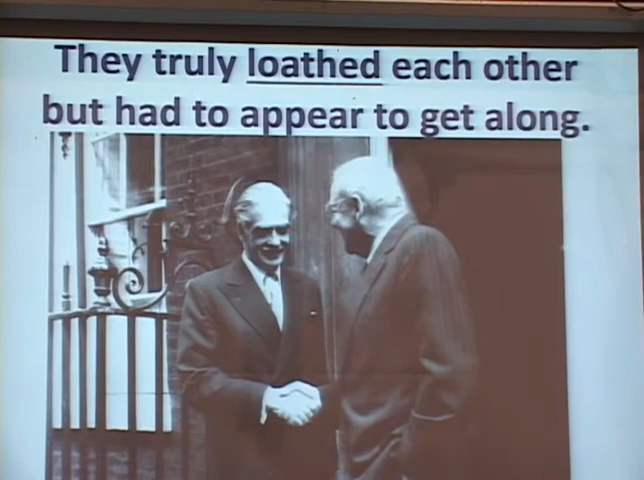 They truly loathed each other
but had to appear to get along.